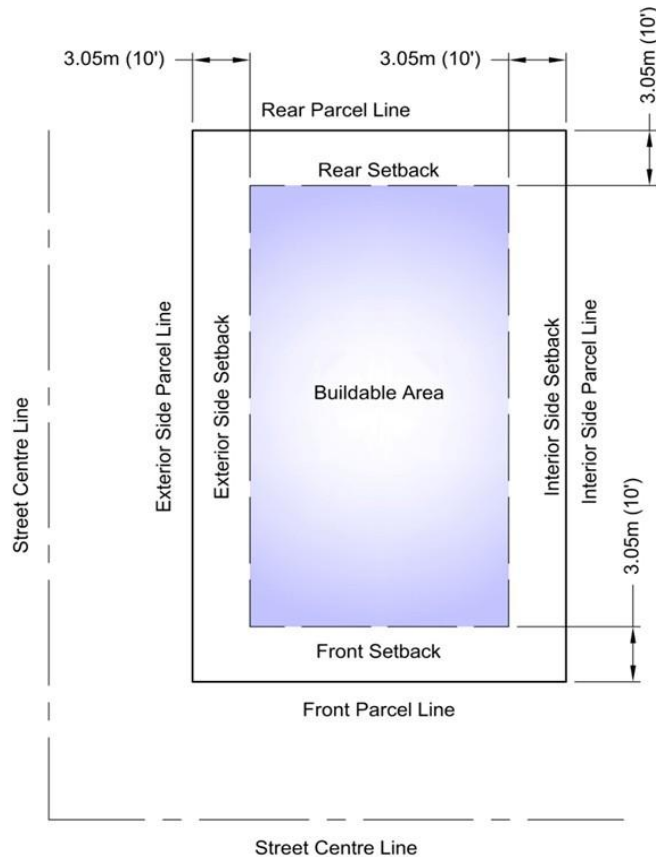 3.05m (10')
3.05m (10')
3.05m (10')
Rear Parcel Line
Rear Setback
Street Centre Line
Exterior Side Parcel Line
Exterior Side Setback
Buildable Area
Interior Side Setback
Interior Side Parcel Line
3.05m (10')
Front Setback
Front Parcel Line
Street Centre Line